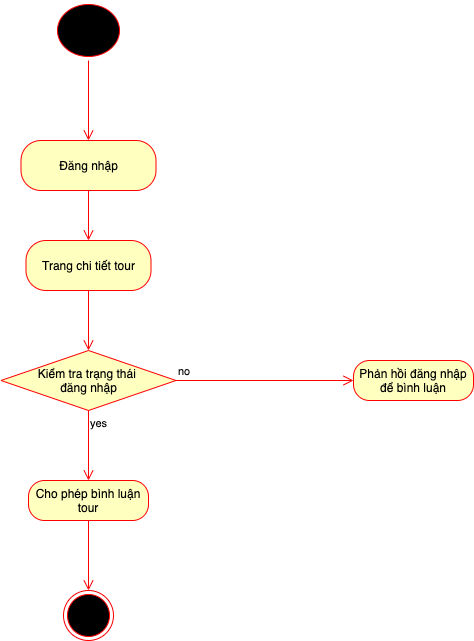 Đăng nhập
Trang chi tiết tour
Kiểm tra trạng thái
đăng nhập
no
Phản hồi đăng nhập
để bình luận
yes
Cho phép bình luận
tour